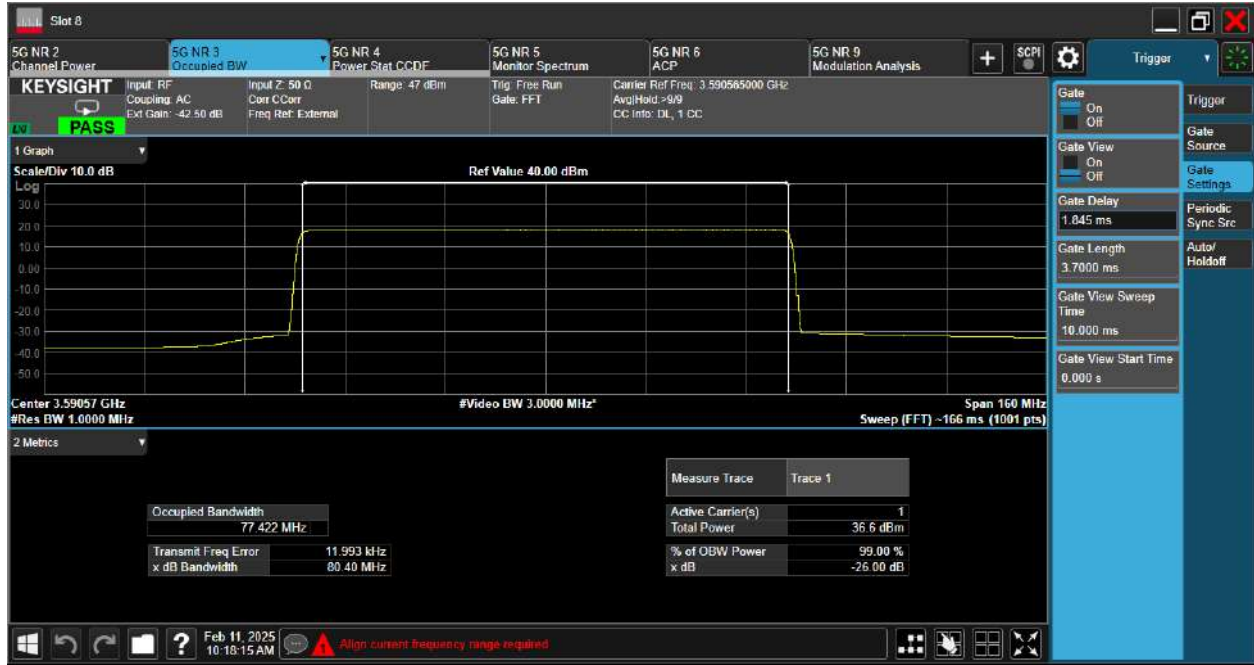 Slot 8
5G NR 2
Channel Power
5G NR 3
Occupied BW
5G NR 4
Power Stat CCDF
5G NR 5
Monitor Spectrum
5G NR 6
ACP
5G NR 9
Modulation Analysis
+
SCPI
Trigger
KEYSIGHT
LXI
PASS
Input: RF
Coupling: AC
Ext Gain: -42.50 dB
Input Z: 50 Ω
Corr CCorr
Freq Ref: External
Range: 47 dBm
Trig: Free Run
Gate: FFT
Carrier Ref Freq: 3.590565000 GHz
Avg|Hold:>9/9
CC Info: DL, 1 CC
1 Graph
Scale/Div 10.0 dB
Ref Value 40.00 dBm
Log
30.0
20.0
10.0
0.00
-10.0
-20.0
-30.0
-40.0
-50.0
Center 3.59057 GHz
#Video BW 3.0000 MHz*
Span 160 MHz
#Res BW 1.0000 MHz
Sweep (FFT) ~166 ms (1001 pts)
2 Metrics
Measure Trace
Trace 1
Occupied Bandwidth
77.422 MHz
Active Carrier(s)
1
Total Power
36.6 dBm
Transmit Freq Error
11.993 kHz
% of OBW Power
99.00 %
x dB Bandwidth
80.40 MHz
x dB
-26.00 dB
Gate
On
Off
Gate View
On
Off
Gate Delay
1.845 ms
Gate Length
3.7000 ms
Gate View Sweep
Time
10.000 ms
Gate View Start Time
0.000 s
Trigger
Gate
Source
Gate
Settings
Periodic
Sync Src
Auto/
Holdoff
?
Feb 11, 2025
10:18:15 AM
Align current frequency range required